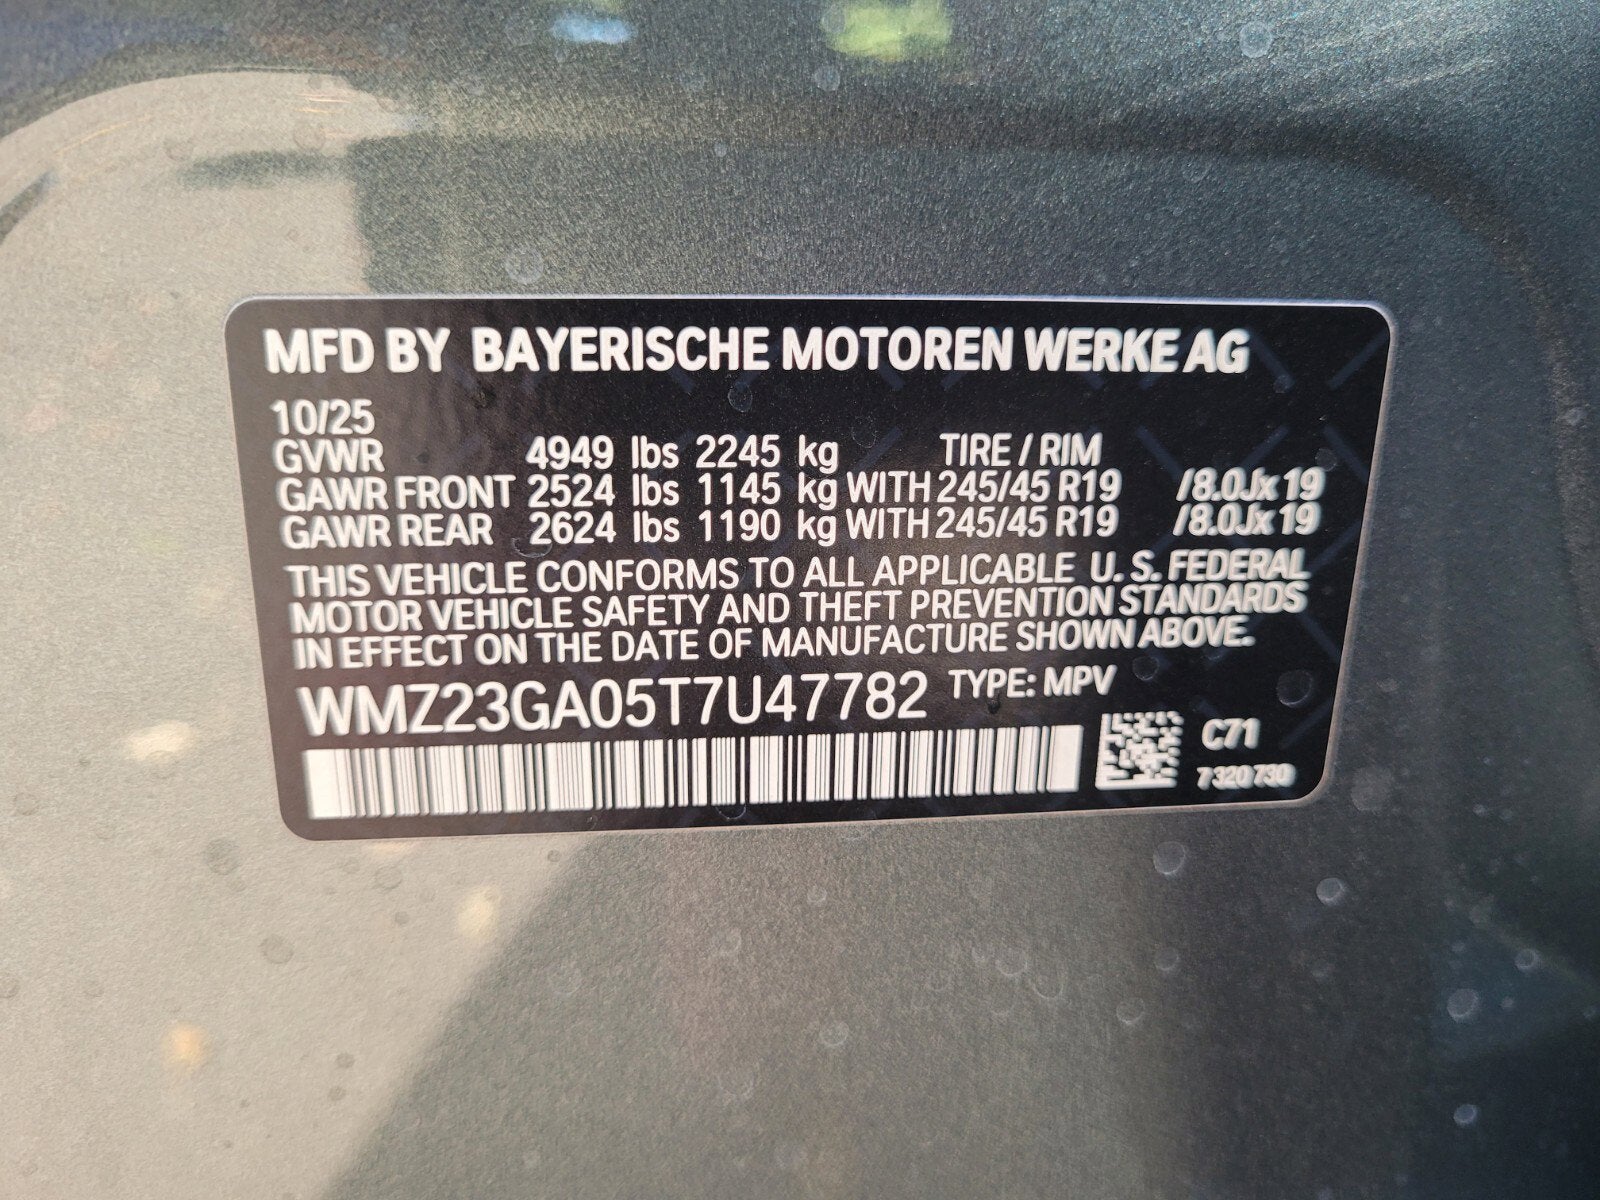 MFD BY BAYERISCHE MOTOREN WERKE AG
10/25
GVWR 4949 lbs 2245 kg TIRE / RIM
GAWR FRONT 2524 lbs 1145 kg WITH 245/45 R19 /8.0Jx 19
GAWR REAR 2624 lbs 1190 kg WITH 245/45 R19 /8.0Jx 19
THIS VEHICLE CONFORMS TO ALL APPLICABLE U. S. FEDERAL
MOTOR VEHICLE SAFETY AND THEFT PREVENTION STANDARDS
IN EFFECT ON THE DATE OF MANUFACTURE SHOWN ABOVE.
WMZ23GA05T7U47782 TYPE: MPV
C71
7 320 730